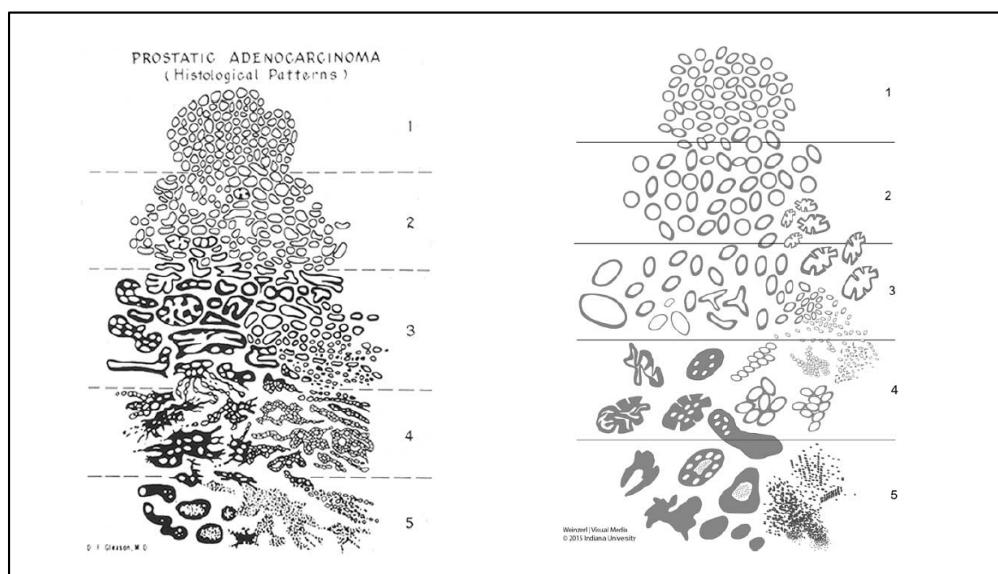 PROSTATIC ADENOCARCINOMA
(Histological Patterns)
1
2
3
4
5
D. F. Gleason, M.D.
1
2
3
4
5
Weinzerl | Visual Media
© 2015 Indiana University